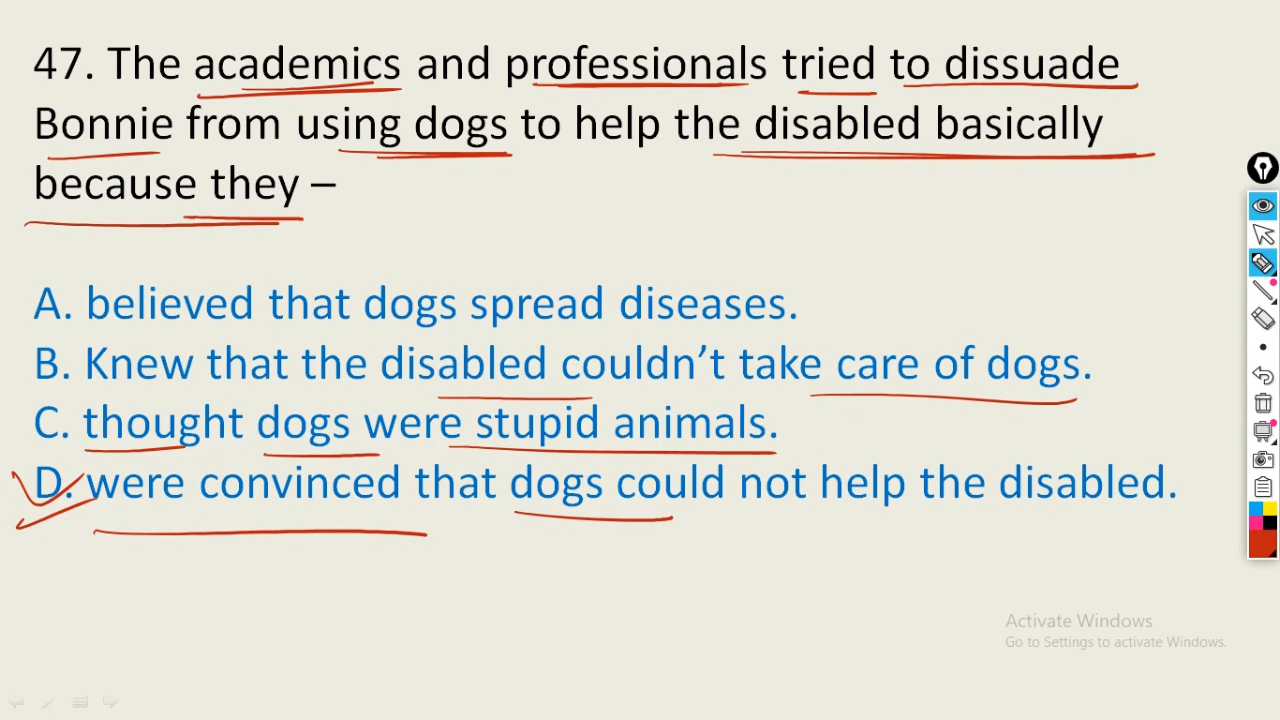 47. The academics and professionals tried to dissuade
Bonnie from using dogs to help the disabled basically
because they –
A. believed that dogs spread diseases.
B. Knew that the disabled couldn't take care of dogs.
C. thought dogs were stupid animals.
D. were convinced that dogs could not help the disabled.
Activate Windows
Go to Settings to activate Windows.